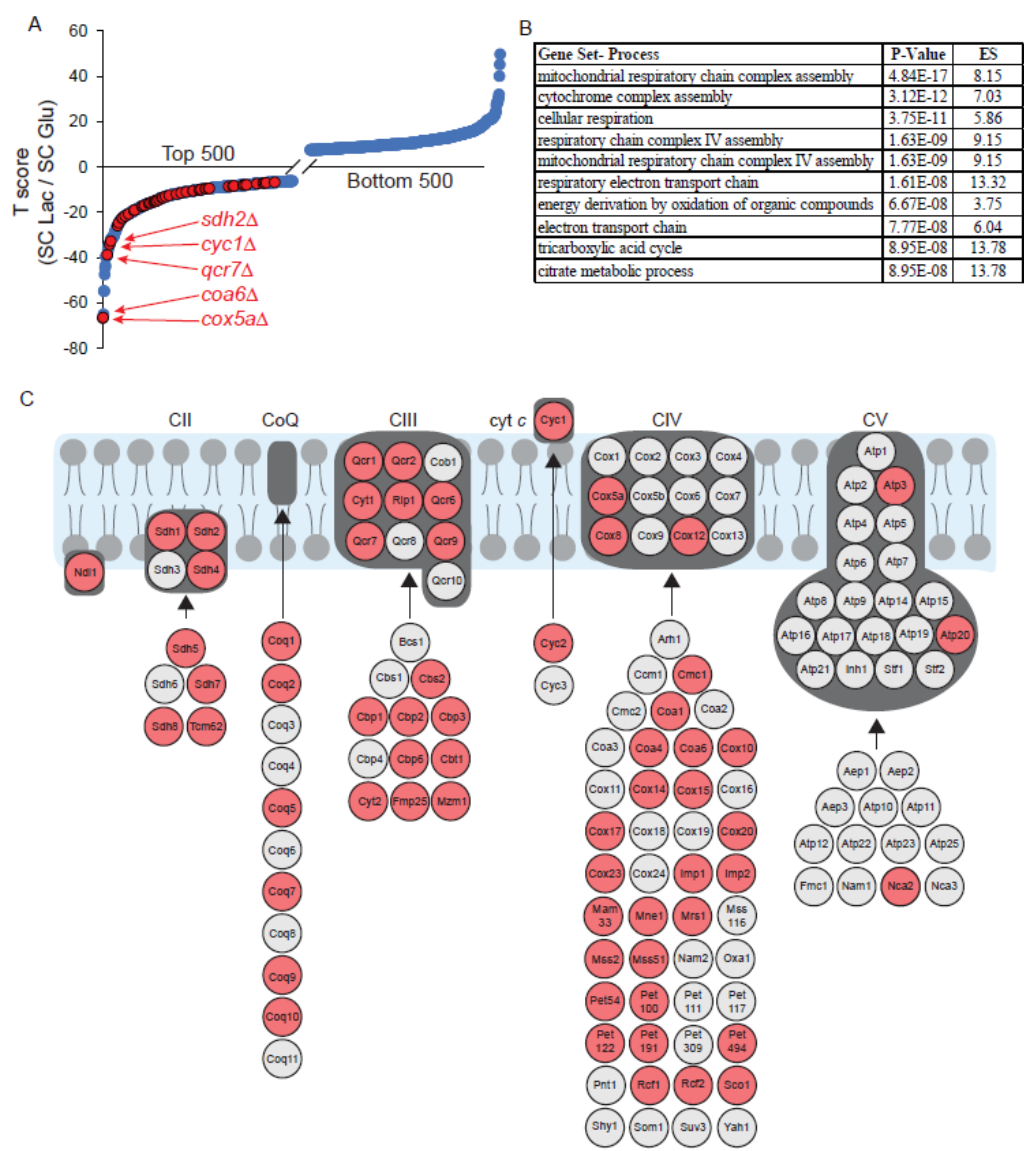 A
60
40
20
0
-20
-40
-60
-80
T score
(SC Lac / SC Glu)
Top 500
Bottom 500
sdh2Δ
cyc1Δ
qcr7Δ
coa6Δ
cox5aΔ
B
Gene Set- Process P-Value ES
mitochondrial respiratory chain complex assembly 4.84E-17 8.15
cytochrome complex assembly 3.12E-12 7.03
cellular respiration 3.75E-11 5.86
respiratory chain complex IV assembly 1.63E-09 9.15
mitochondrial respiratory chain complex IV assembly 1.63E-09 9.15
respiratory electron transport chain 1.61E-08 13.32
energy derivation by oxidation of organic compounds 6.67E-08 3.75
electron transport chain 7.77E-08 6.04
tricarboxylic acid cycle 8.95E-08 13.78
citrate metabolic process 8.95E-08 13.78
C
Ndi1
CII
Sdh1 Sdh2
Sdh3 Sdh4
Sdh5
Sdh6 Sdh7
Sdh8 Tcm62
CoQ
Coq1
Coq2
Coq3
Coq4
Coq5
Coq6
Coq7
Coq8
Coq9
Coq10
Coq11
CIII
Qcr1 Qcr2 Cob1
Cyt1 Rip1 Qcr6
Qcr7 Qcr8 Qcr9
Qcr10
Bcs1
Cbs1 Cbs2
Cbp1 Cbp2 Cbp3
Cbp4 Cbp6 Cbt1
Cyt2 Fmp25 Mzm1
cyt c
Cyc1
Cyc2
Cyc3
CIV
Cox1 Cox2 Cox3 Cox4
Cox5a Cox5b Cox6 Cox7
Cox8 Cox9 Cox12 Cox13
Arh1
Ccm1 Cmc1
Cmc2 Coa1 Coa2
Coa3 Coa4 Coa6 Cox10
Cox11 Cox14 Cox15 Cox16
Cox17 Cox18 Cox19 Cox20
Cox23 Cox24 Imp1 Imp2
Mam
33 Mne1 Mrs1 Mss
116
Mss2 Mss51 Nam2 Oxa1
Pet54 Pet
100 Pet
111 Pet
117
Pet
122 Pet
191 Pet
309 Pet
494
Pnt1 Rcf1 Rcf2 Sco1
Shy1 Som1 Suv3 Yah1
CV
Atp1
Atp2 Atp3
Atp4 Atp5
Atp6 Atp7
Atp8 Atp9 Atp14 Atp15
Atp16 Atp17 Atp18 Atp19 Atp20
Atp21 Inh1 Stf1 Stf2
Aep1 Aep2
Aep3 Atp10 Atp11
Atp12 Atp22 Atp23 Atp25
Fmc1 Nam1 Nca2 Nca3